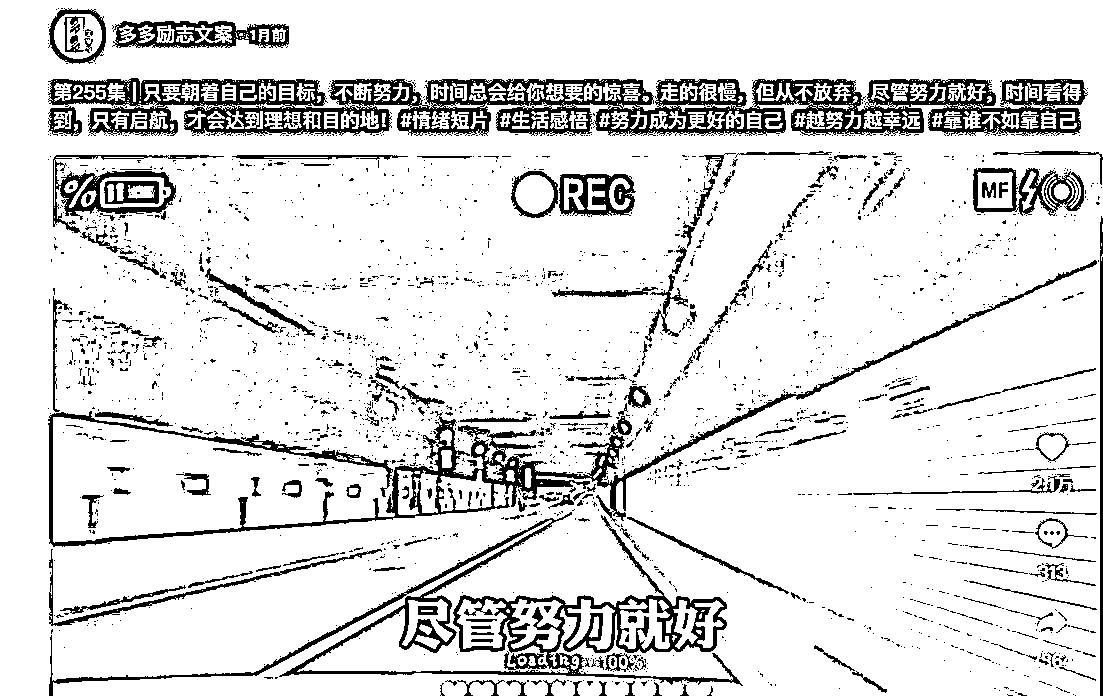 多多励志文案 · 1月前
第255集 | 只要朝着自己的目标，不断努力，时间总会给你想要的惊喜。走的很慢，但从不放弃，尽管努力就好，时间看得
到，只有启航，才会达到理想和目的地！ #情绪短片 #生活感悟 #努力成为更好的自己 #越努力越幸运 #靠谁不如靠自己
%
REC
MF
313
尽管努力就好
Loading 100%